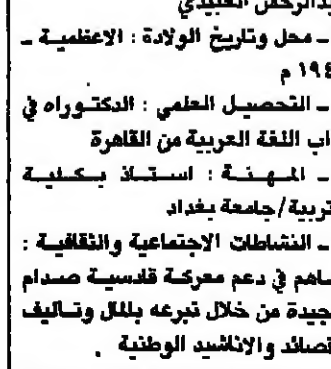 بدالرحمن العبيدي
ـ محل وتاريخ الولادة : الاعظمية ـ
١٩٤ م
ـ التحصيل العلمي : الدكتوراه في
اب اللغة العربية من القاهرة
ـ المهنة : استاذ بكلية
تربية/جامعة بغداد
ـ النشاطات الاجتماعية والثقافية :
ساهم في دعم معركة قادسية صدام
جيدة من خلال تبرعه بالمال وتاليف
قصائد والاناشيد الوطنية .